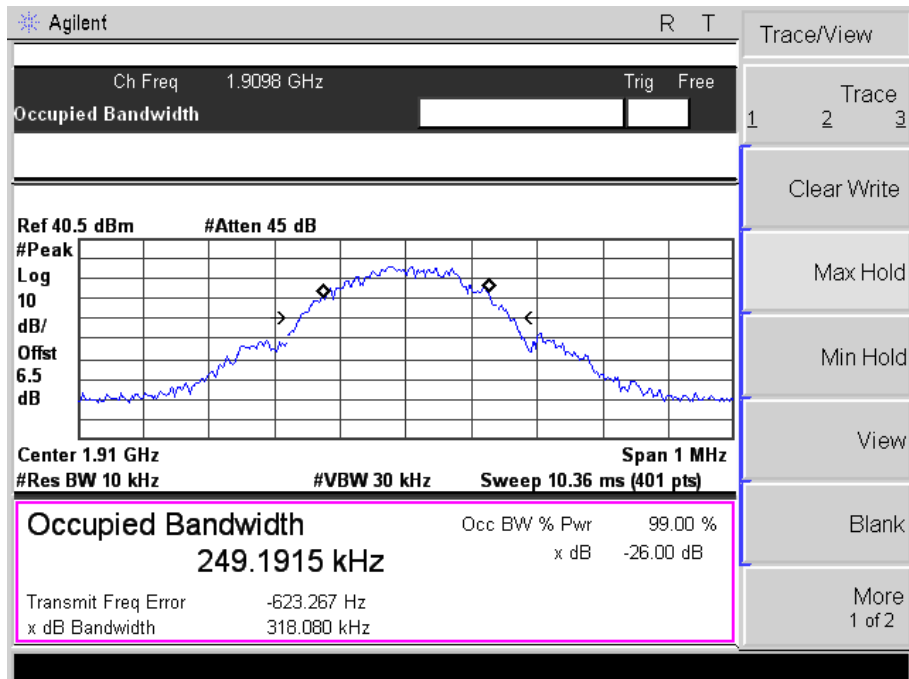 Agilent R T
Trace/View
Ch Freq 1.9098 GHz Trig Free
Occupied Bandwidth
Trace
1 2 3
Clear Write
Max Hold
Min Hold
View
Blank
More
1 of 2
Ref 40.5 dBm #Atten 45 dB
#Peak
Log
10
dB/
Offst
6.5
dB
Center 1.91 GHz Span 1 MHz
#Res BW 10 kHz #VBW 30 kHz Sweep 10.36 ms (401 pts)
Occupied Bandwidth Occ BW % Pwr 99.00 %
249.1915 kHz x dB -26.00 dB
Transmit Freq Error -623.267 Hz
x dB Bandwidth 318.080 kHz